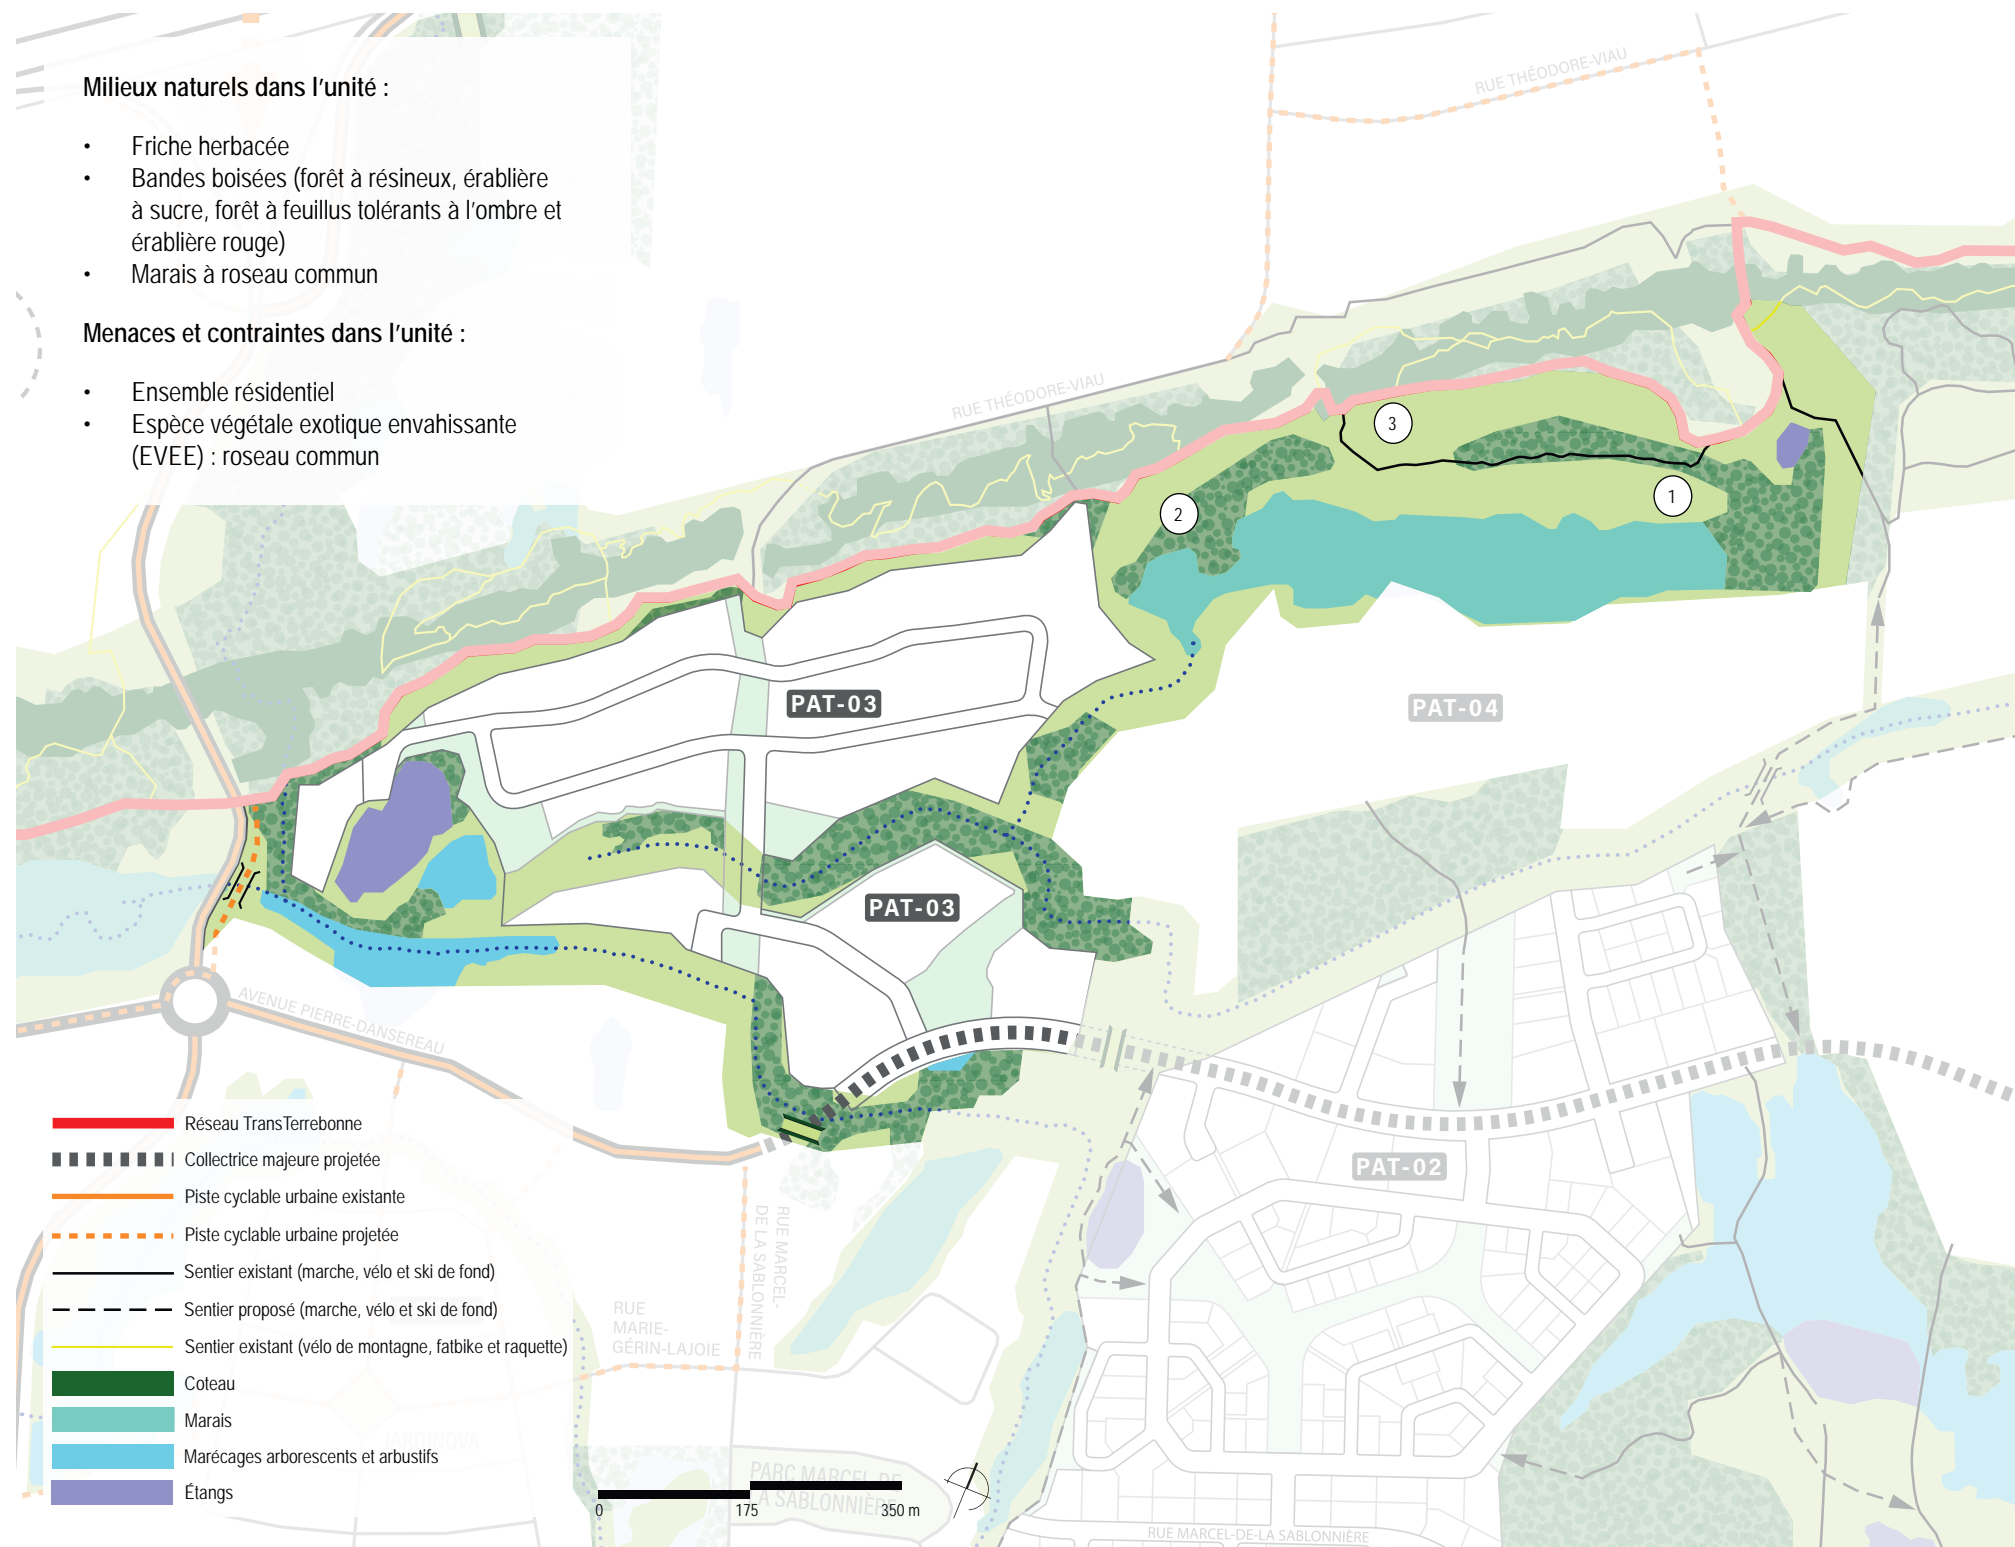 Milieux naturels dans l'unité :
• Friche herbacée
• Bandes boisées (forêt à résineux, érablière
à sucre, forêt à feuillus tolérants à l'ombre et
érablière rouge)
• Marais à roseau commun
Menaces et contraintes dans l'unité :
• Ensemble résidentiel
• Espèce végétale exotique envahissante
(EVEE) : roseau commun
RUE THÉODORE-VIAU
RUE THÉODORE-VIAU
3
1
2
PAT-03
PAT-04
PAT-03
AVENUE PIERRE-DANSEREAU
PAT-02
RUE MARCEL-
DE LA SABLONNIÈRE
RUE
MARIE-
GÉRIN-LAJOIE
Réseau TransTerrebonne
Collectrice majeure projetée
Piste cyclable urbaine existante
Piste cyclable urbaine projetée
Sentier existant (marche, vélo et ski de fond)
Sentier proposé (marche, vélo et ski de fond)
Sentier existant (vélo de montagne, fatbike et raquette)
Coteau
Marais
Marécages arborescents et arbustifs
Étangs
JARDINOVA
PARC MARCEL DE
LA SABLONNIÈRE
0 175 350 m
RUE MARCEL-DE-LA SABLONNIÈRE